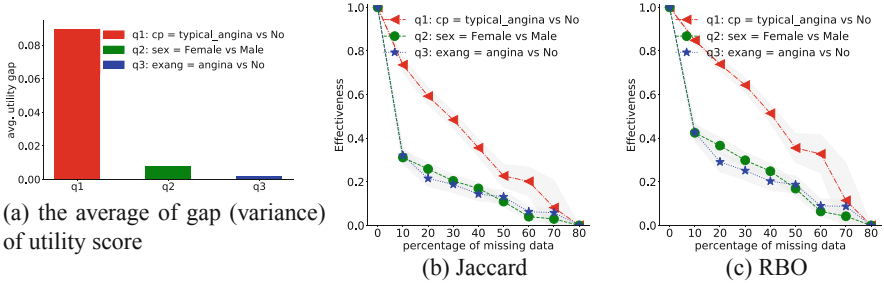 q1: cp = typical_angina vs No
q2: sex = Female vs Male
q3: exang = angina vs No
avg. utility gap
0.08
0.06
0.04
0.02
0.00
q1 q2 q3
(a) the average of gap (variance)
of utility score
q1: cp = typical_angina vs No
q2: sex = Female vs Male
q3: exang = angina vs No
Effectiveness
1.0
0.8
0.6
0.4
0.2
0.0
0 10 20 30 40 50 60 70 80
percentage of missing data
(b) Jaccard
q1: cp = typical_angina vs No
q2: sex = Female vs Male
q3: exang = angina vs No
Effectiveness
1.0
0.8
0.6
0.4
0.2
0.0
0 10 20 30 40 50 60 70 80
percentage of missing data
(c) RBO